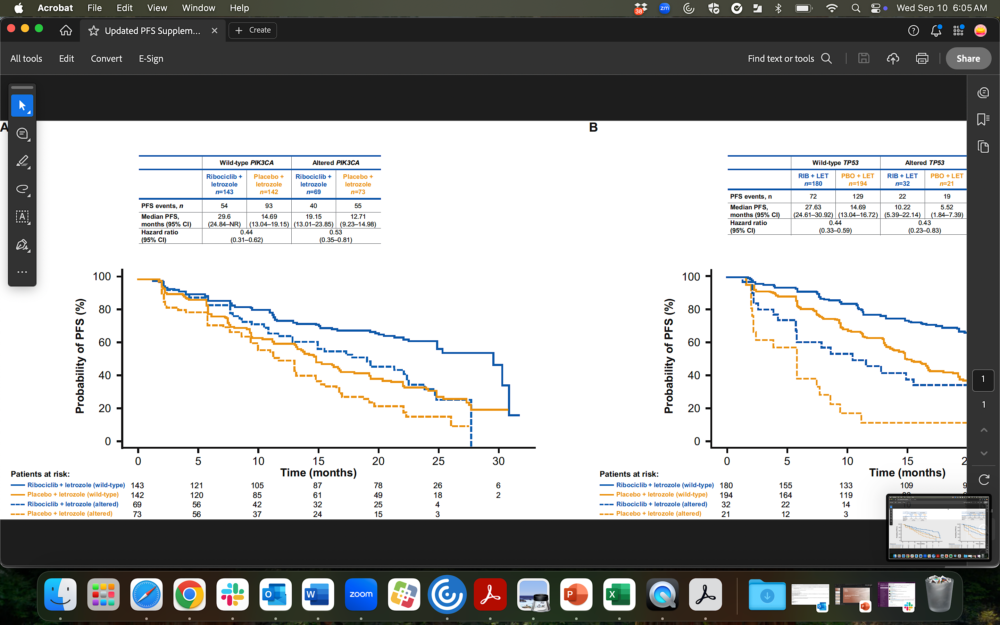 Acrobat File Edit View Window Help
38 zm Wed Sep 10 6:05 AM
Updated PFS Supplem... + Create
All tools Edit Convert E-Sign Find text or tools Share
A
Wild-type PIK3CA Altered PIK3CA
Ribociclib + letrozole n=143 Placebo + letrozole n=142 Ribociclib + letrozole n=69 Placebo + letrozole n=73
PFS events, n 54 93 40 55
Median PFS, months (95% CI) 29.6 (24.84–NR) 14.69 (13.04–19.15) 19.15 (13.01–23.85) 12.71 (9.23–14.98)
Hazard ratio (95% CI) 0.44 (0.31–0.62) 0.53 (0.35–0.81)
Probability of PFS (%)
100
80
60
40
20
0
0 5 10 15 20 25 30
Time (months)
Patients at risk:
Ribociclib + letrozole (wild-type) 143 121 105 87 78 26 6
Placebo + letrozole (wild-type) 142 120 85 61 49 18 2
Ribociclib + letrozole (altered) 69 56 42 32 25 4
Placebo + letrozole (altered) 73 56 37 24 15 3
B
Wild-type TP53 Altered TP53
RIB + LET n=180 PBO + LET n=194 RIB + LET n=32 PBO + LET n=21
PFS events, n 72 129 22 19
Median PFS, months (95% CI) 27.63 (24.61–30.92) 14.69 (13.04–16.72) 10.22 (5.39–22.14) 5.52 (1.84–7.39)
Hazard ratio (95% CI) 0.44 (0.33–0.59) 0.43 (0.23–0.83)
Probability of PFS (%)
100
80
60
40
20
0
0 5 10 15 2
Time (months)
Patients at risk:
Ribociclib + letrozole (wild-type) 180 155 133 109 9
Placebo + letrozole (wild-type) 194 164 119
Ribociclib + letrozole (altered) 32 22 14
Placebo + letrozole (altered) 21 12 3
1
1
zoom